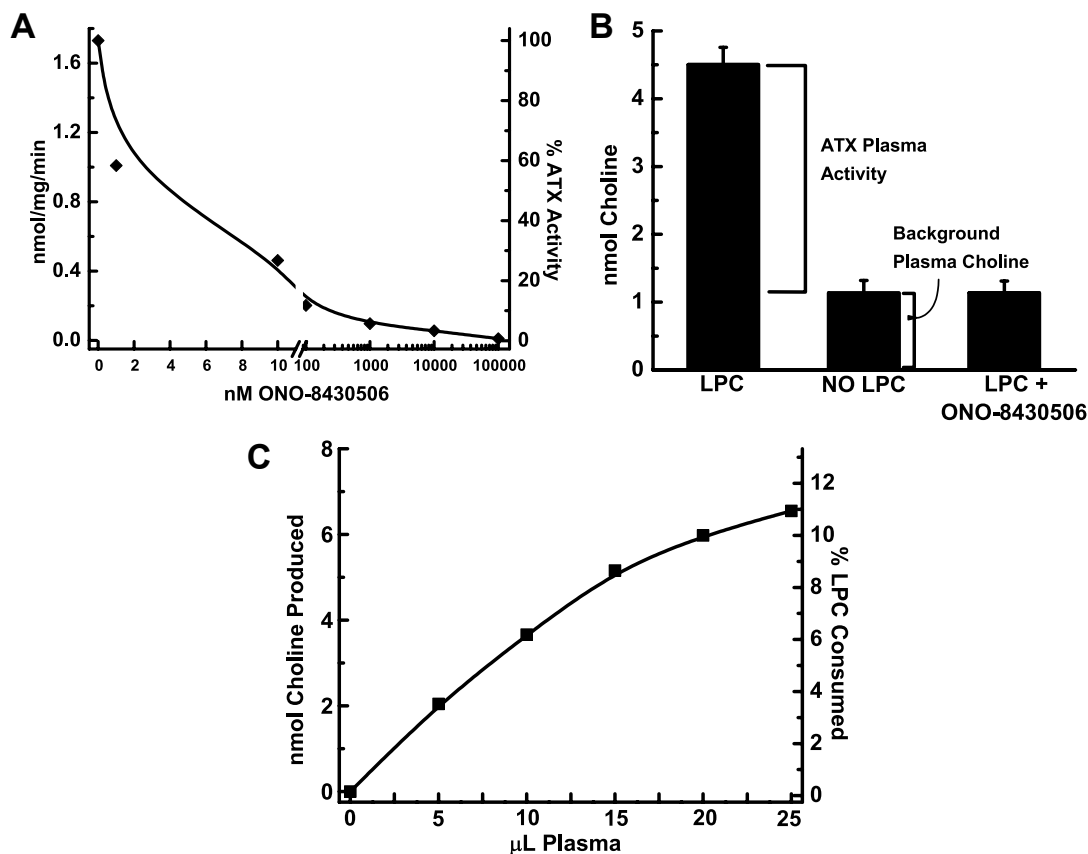 A
nmol/mg/min
1.6
1.2
0.8
0.4
0.0
100
80
60
40
20
0
% ATX Activity
0 2 4 6 8 10 100 1000 10000 100000
nM ONO-8430506
B
nmol Choline
5
4
3
2
1
0
ATX Plasma
Activity
Background
Plasma Choline
LPC NO LPC LPC +
ONO-8430506
C
nmol Choline Produced
8
6
4
2
0
12
10
8
6
4
2
0
% LPC Consumed
0 5 10 15 20 25
µL Plasma